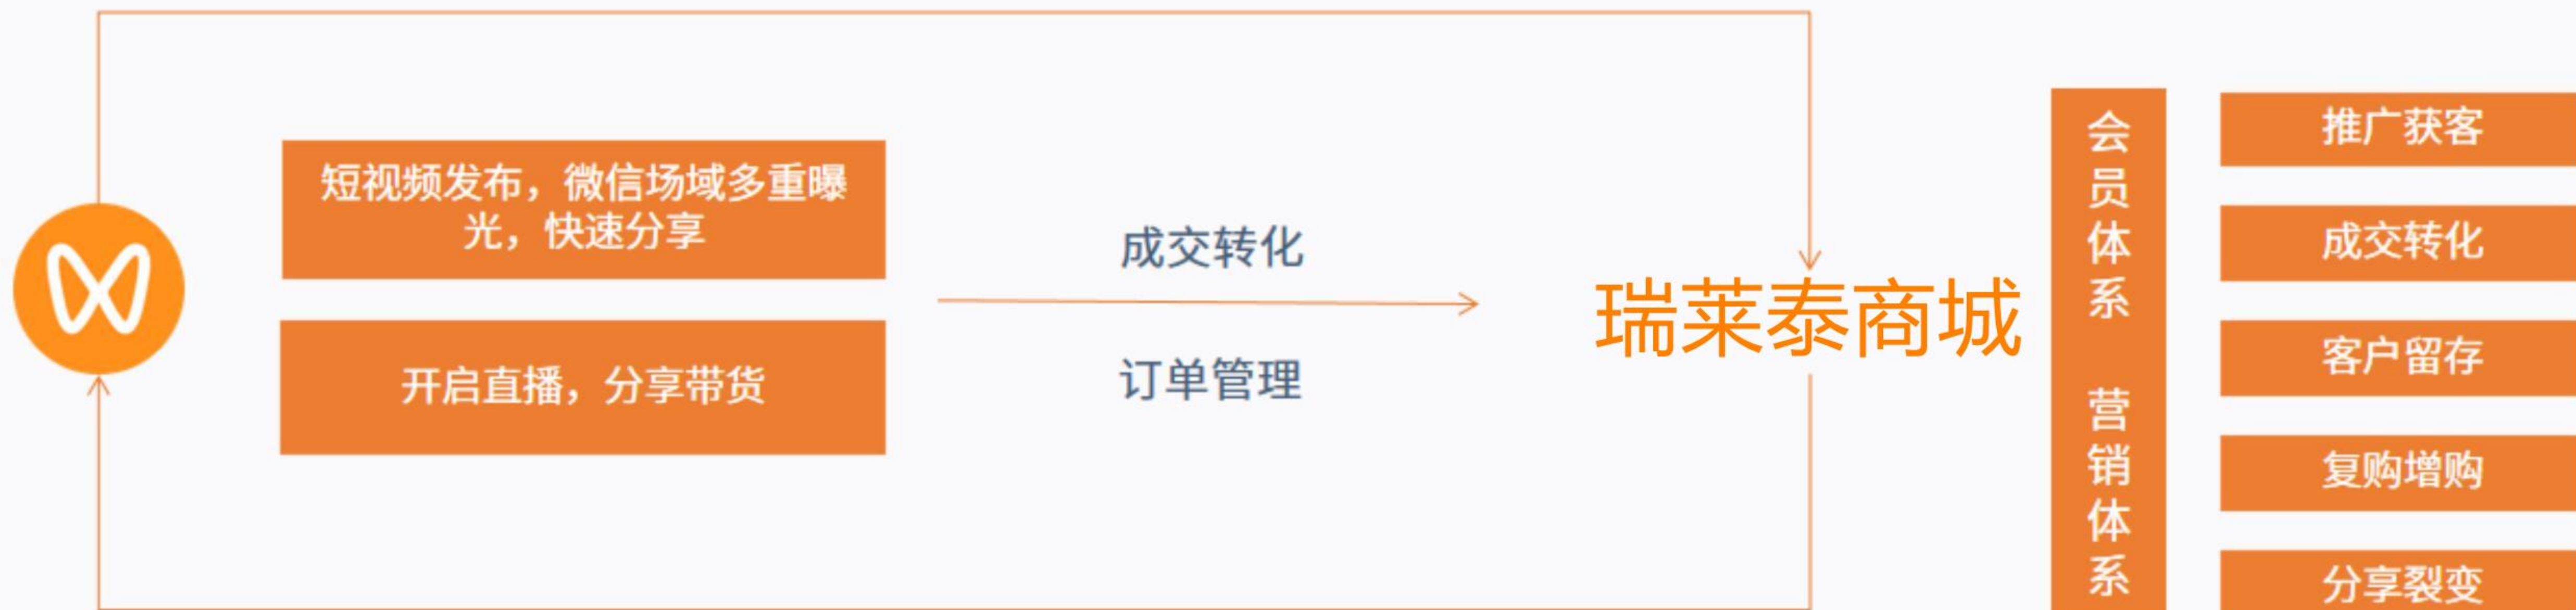 短视频发布，微信场域多重曝
光，快速分享
开启直播，分享带货
成交转化
订单管理
瑞莱泰商城
会员体系 营销体系
推广获客
成交转化
客户留存
复购增购
分享裂变